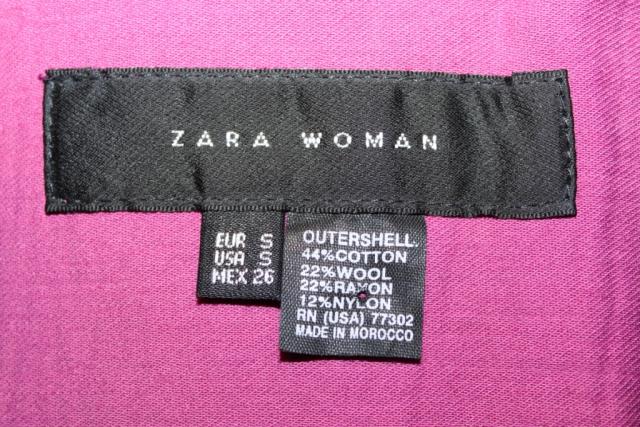 ZARA WOMAN
EUR S
USA S
MEX 26
OUTERSHELL.
44%COTTON
22%WOOL
22%RAYON
12%NYLON
RN (USA) 77302
MADE IN MOROCCO